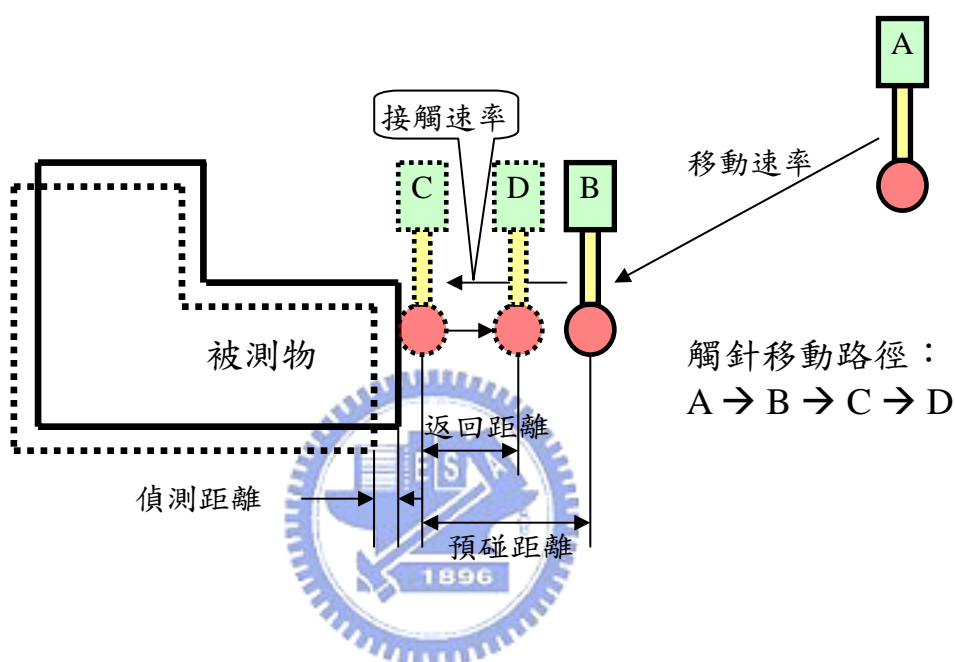 A
接觸速率
移動速率
C
D
B
被測物
觸針移動路徑：
A → B → C → D
返回距離
ESA
偵測距離
預碰距離
1896